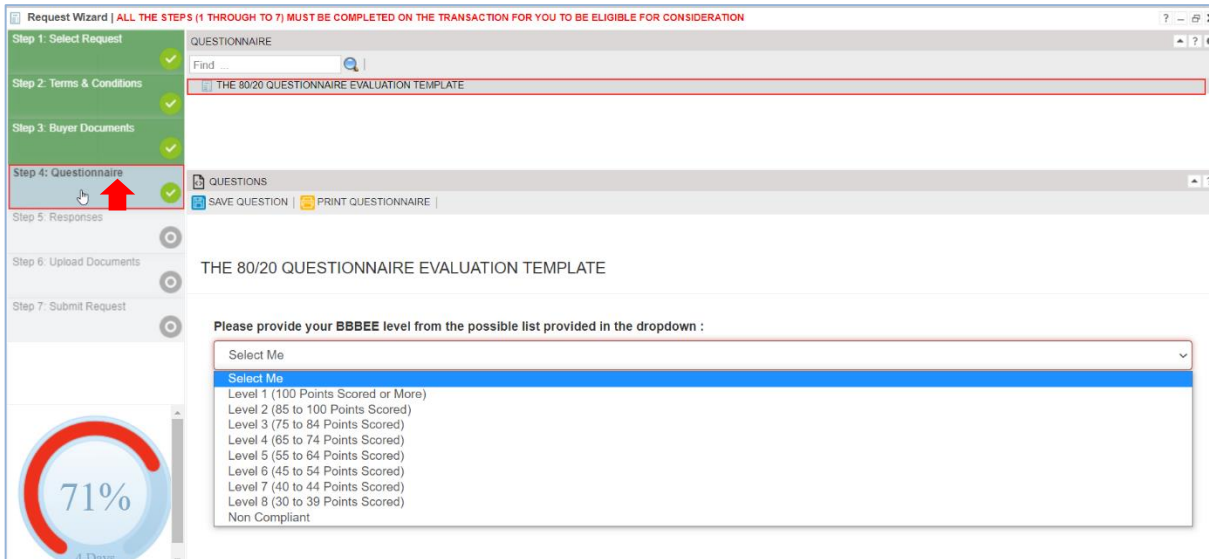 Request Wizard | ALL THE STEPS (1 THROUGH TO 7) MUST BE COMPLETED ON THE TRANSACTION FOR YOU TO BE ELIGIBLE FOR CONSIDERATION
Step 1: Select Request
Step 2: Terms & Conditions
Step 3: Buyer Documents
Step 4: Questionnaire
Step 5: Responses
Step 6: Upload Documents
Step 7: Submit Request
71%
4 Days
QUESTIONNAIRE
Find ...
THE 80/20 QUESTIONNAIRE EVALUATION TEMPLATE
QUESTIONS
SAVE QUESTION | PRINT QUESTIONNAIRE |
THE 80/20 QUESTIONNAIRE EVALUATION TEMPLATE
Please provide your BBBEE level from the possible list provided in the dropdown :
Select Me
Select Me
Level 1 (100 Points Scored or More)
Level 2 (85 to 100 Points Scored)
Level 3 (75 to 84 Points Scored)
Level 4 (65 to 74 Points Scored)
Level 5 (55 to 64 Points Scored)
Level 6 (45 to 54 Points Scored)
Level 7 (40 to 44 Points Scored)
Level 8 (30 to 39 Points Scored)
Non Compliant